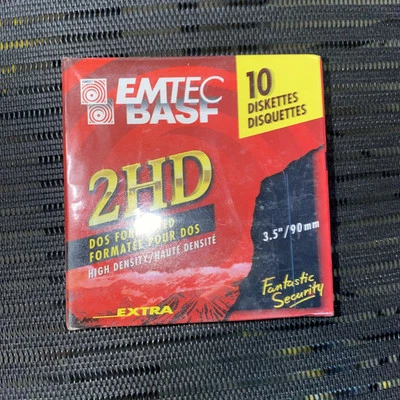 EMTEC
BASF
10
DISKETTES
DISQUETTES
2HD
DOS FORMATTED
FORMATÉE POUR DOS
HIGH DENSITY/HAUTE DENSITÉ
3.5"/90mm
Fantastic
Security
EXTRA